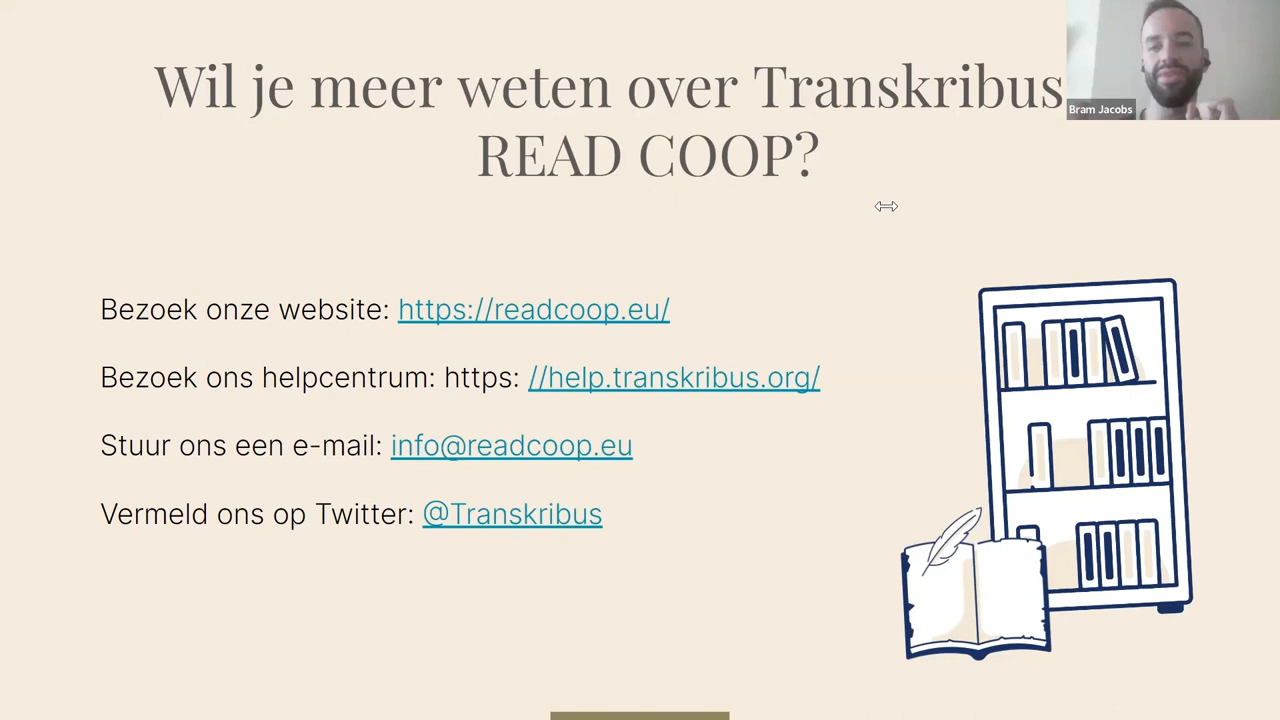 Wil je meer weten over Transkribus
READ COOP?
Bram Jacobs
Bezoek onze website: https://readcoop.eu/
Bezoek ons helpcentrum: https: //help.transkribus.org/
Stuur ons een e-mail: info@readcoop.eu
Vermeld ons op Twitter: @Transkribus